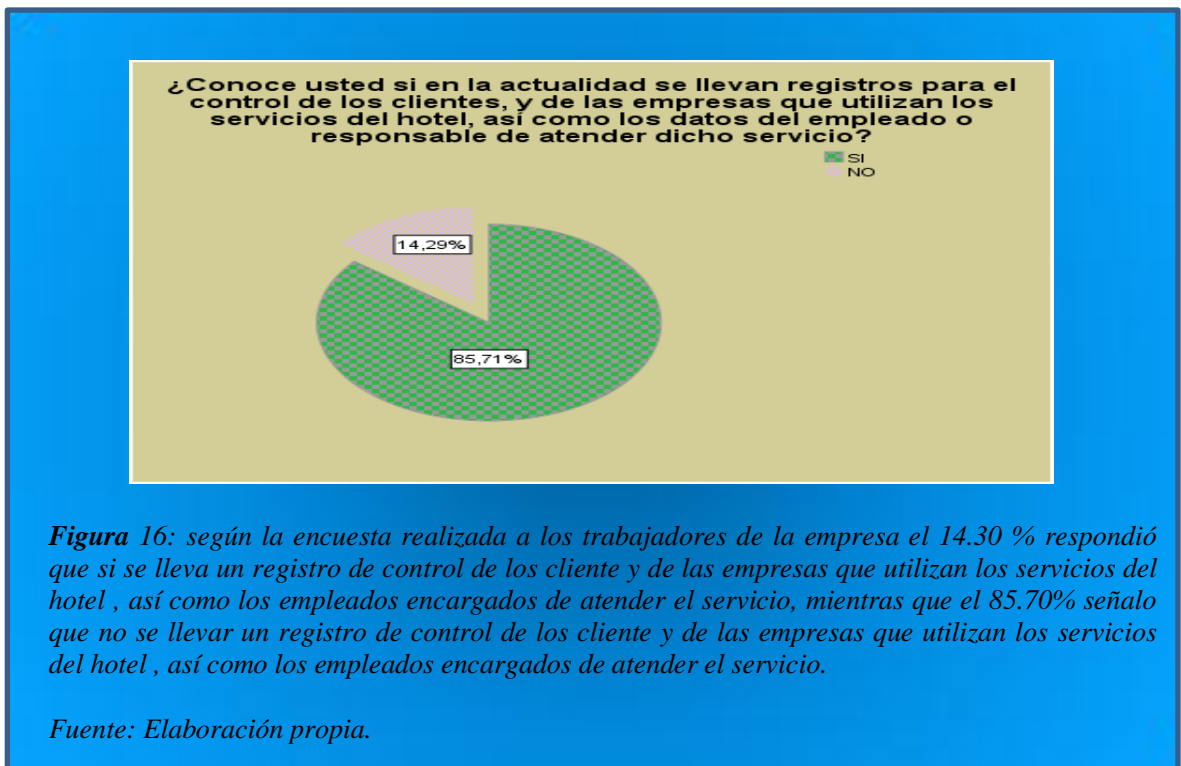 ¿Conoce usted si en la actualidad se llevan registros para el
control de los clientes, y de las empresas que utilizan los
servicios del hotel, así como los datos del empleado o
responsable de atender dicho servicio?
SI
NO
14,29%
85,71%
Figura 16: según la encuesta realizada a los trabajadores de la empresa el 14.30 % respondió
que si se lleva un registro de control de los cliente y de las empresas que utilizan los servicios del
hotel , así como los empleados encargados de atender el servicio, mientras que el 85.70% señalo
que no se llevar un registro de control de los cliente y de las empresas que utilizan los servicios
del hotel , así como los empleados encargados de atender el servicio.
Fuente: Elaboración propia.